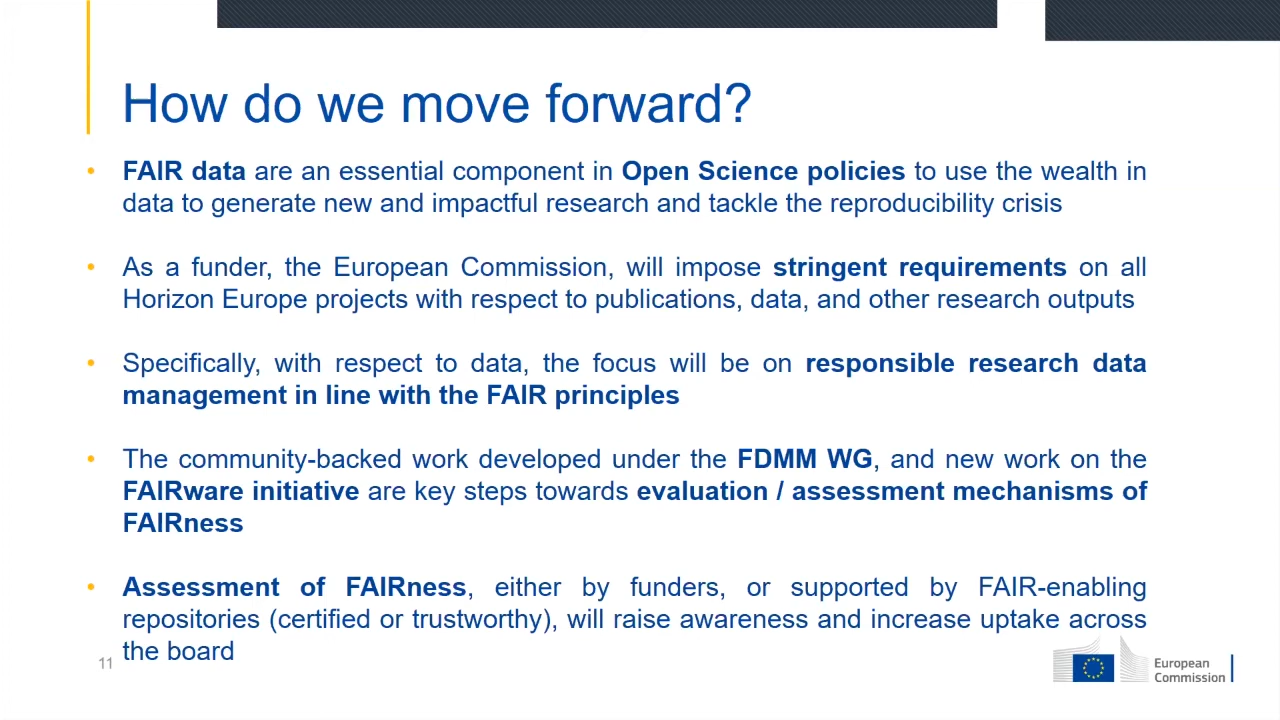 How do we move forward?
• FAIR data are an essential component in Open Science policies to use the wealth in
data to generate new and impactful research and tackle the reproducibility crisis
• As a funder, the European Commission, will impose stringent requirements on all
Horizon Europe projects with respect to publications, data, and other research outputs
• Specifically, with respect to data, the focus will be on responsible research data
management in line with the FAIR principles
• The community-backed work developed under the FDMM WG, and new work on the
FAIRware initiative are key steps towards evaluation / assessment mechanisms of
FAIRness
• Assessment of FAIRness, either by funders, or supported by FAIR-enabling
repositories (certified or trustworthy), will raise awareness and increase uptake across
the board
11
European
Commission